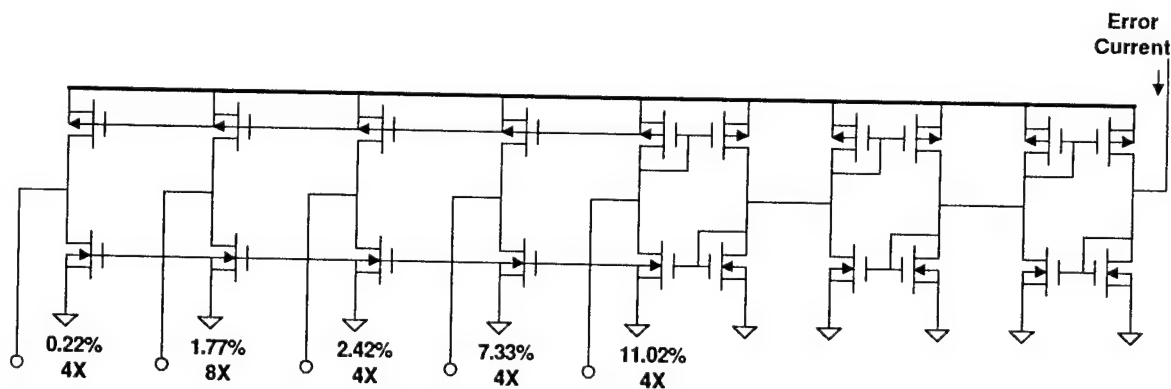 Error
Current
0.22%
4X
1.77%
8X
2.42%
4X
7.33%
4X
11.02%
4X